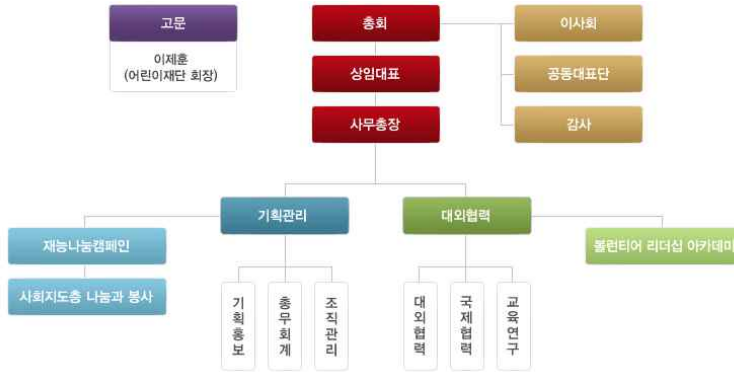 고문
이제훈
(어린이재단 회장)
총회
상임대표
사무총장
이사회
공동대표단
감사
기획관리
대외협력
재능나눔캠페인
사회지도층 나눔과 봉사
볼런티어 리더십 아카데미
기획홍보
총무회계
조직관리
대외협력
국제협력
교육연구